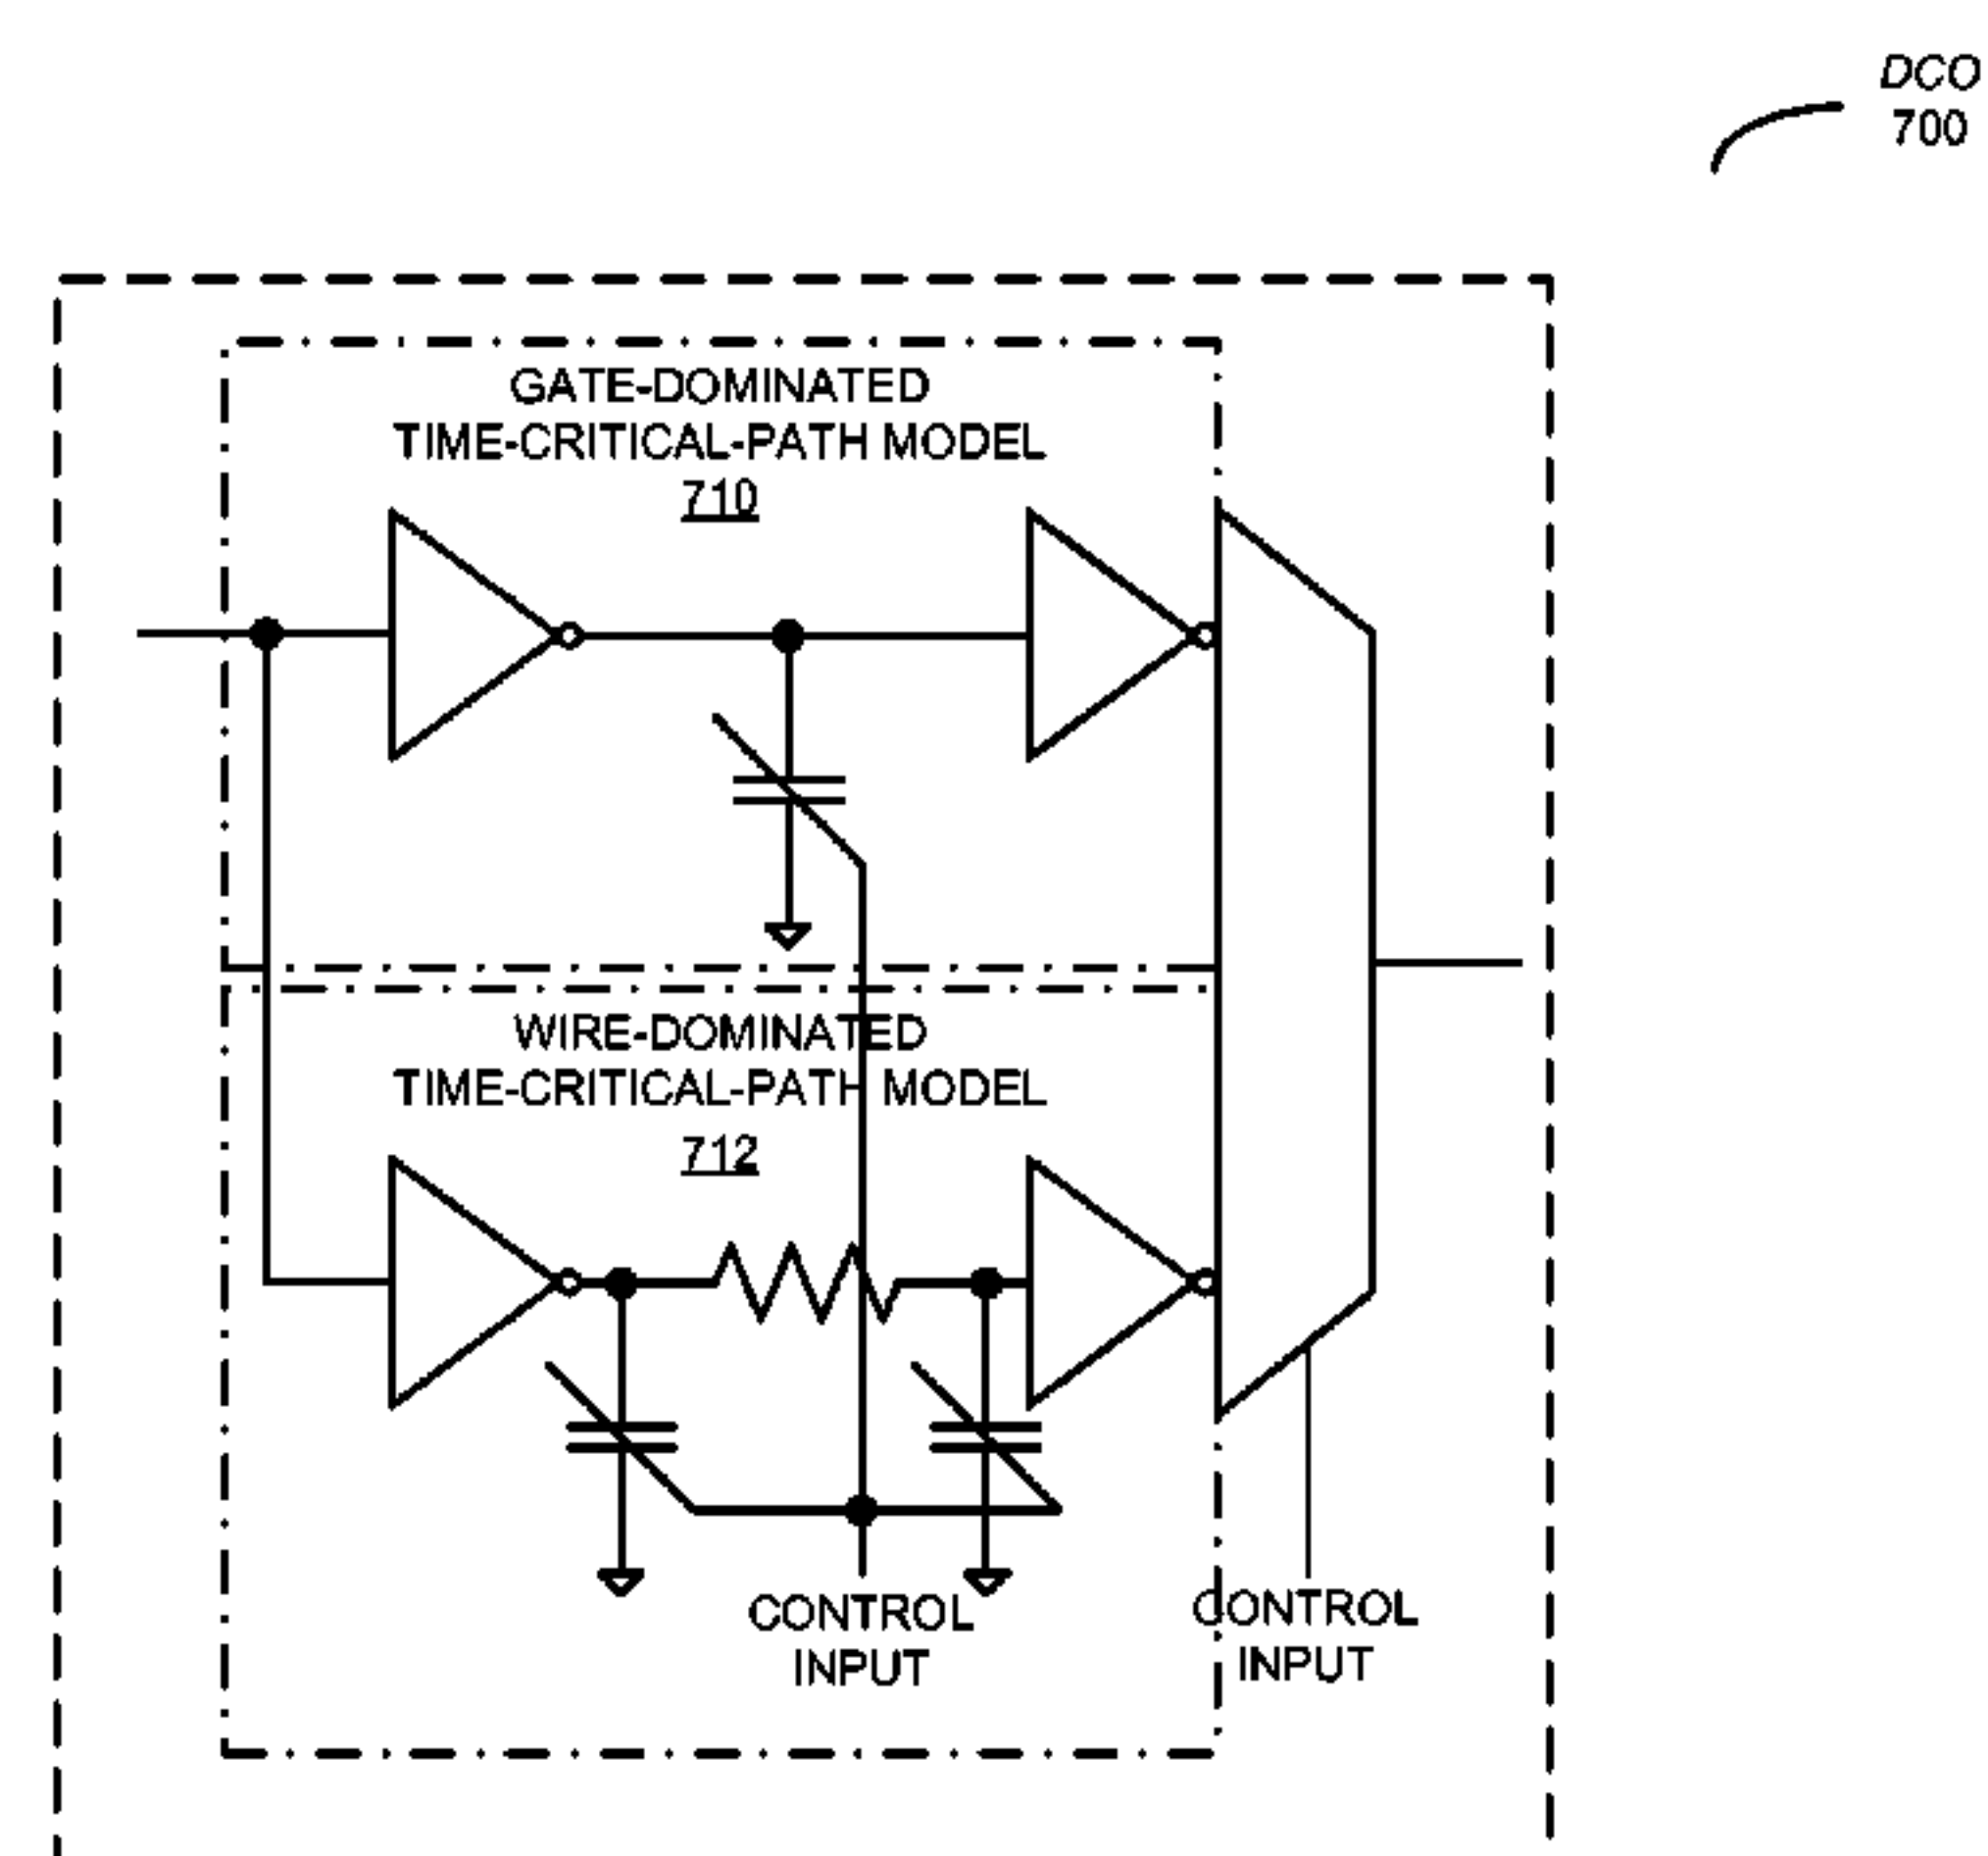 DCO
700
GATE-DOMINATED
TIME-CRITICAL-PATH MODEL
710
WIRE-DOMINATED
TIME-CRITICAL-PATH MODEL
712
CONTROL
INPUT
CONTROL
INPUT